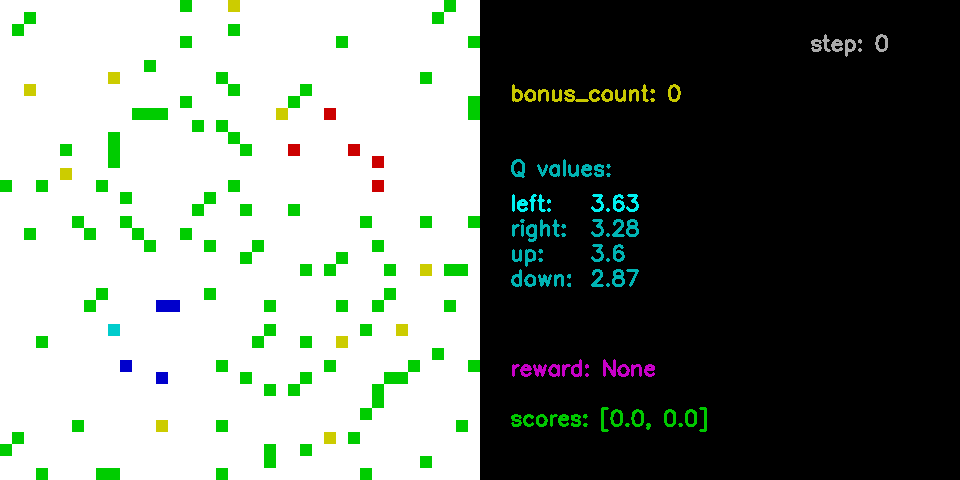 step: 0
bonus_count: 0
Q values:
left: 3.63
right: 3.28
up: 3.6
down: 2.87
reward: None
scores: [0.0, 0.0]